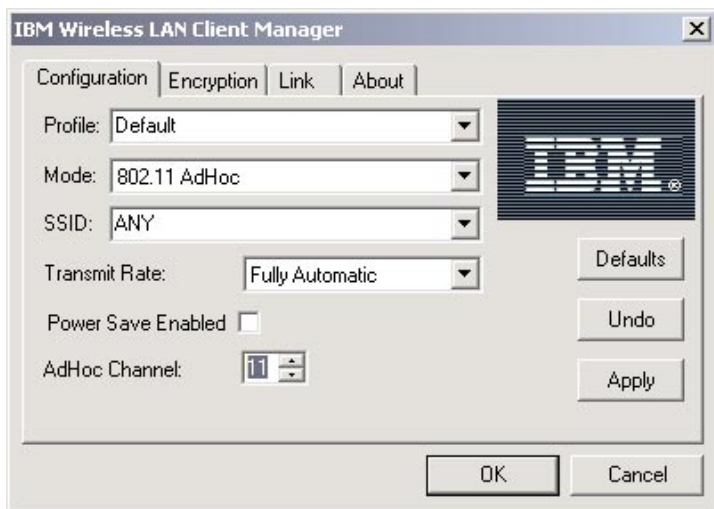 IBM Wireless LAN Client Manager
Configuration Encryption Link About
Profile: Default
Mode: 802.11 AdHoc
SSID: ANY
Transmit Rate: Fully Automatic
Power Save Enabled
AdHoc Channel: 11
IBM®
Defaults
Undo
Apply
OK Cancel